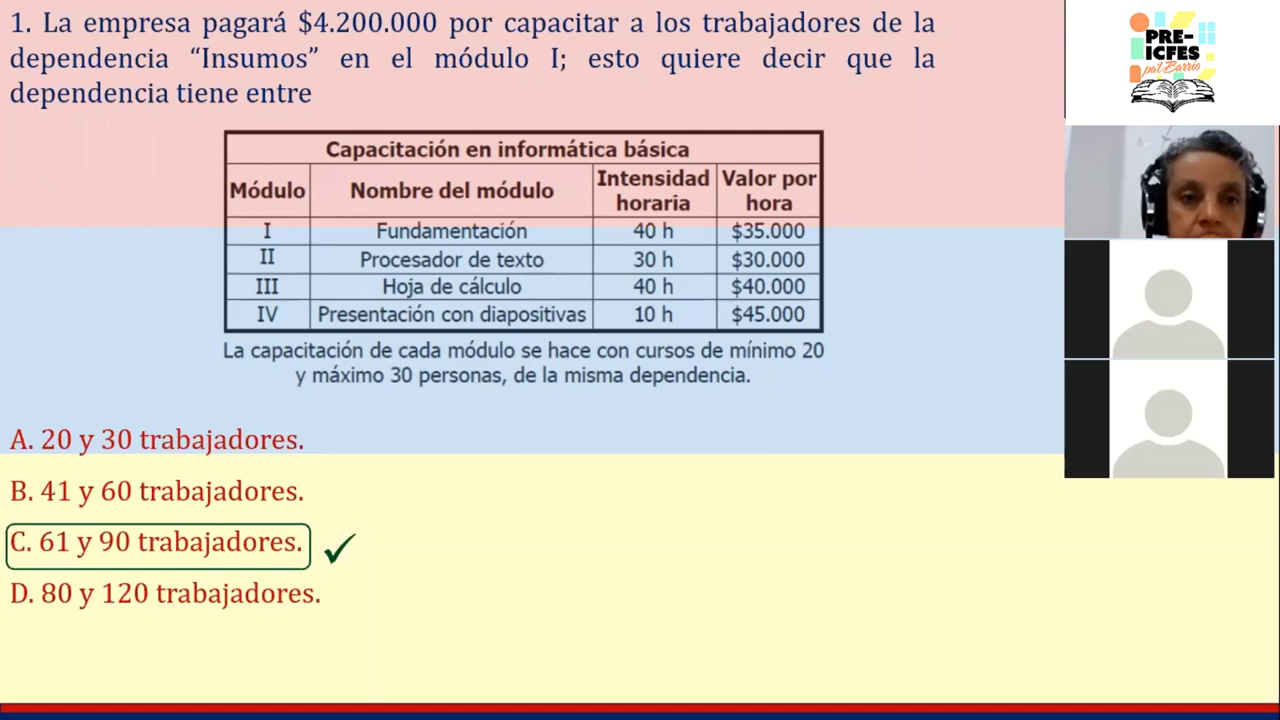 1. La empresa pagará $4.200.000 por capacitar a los trabajadores de la
dependencia “Insumos” en el módulo I; esto quiere decir que la
dependencia tiene entre
PRE-
ICFES
pa'l Barrio
Capacitación en informática básica
Módulo Nombre del módulo Intensidad horaria Valor por hora
I Fundamentación 40 h $35.000
II Procesador de texto 30 h $30.000
III Hoja de cálculo 40 h $40.000
IV Presentación con diapositivas 10 h $45.000
La capacitación de cada módulo se hace con cursos de mínimo 20
y máximo 30 personas, de la misma dependencia.
A. 20 y 30 trabajadores.
B. 41 y 60 trabajadores.
C. 61 y 90 trabajadores.
D. 80 y 120 trabajadores.